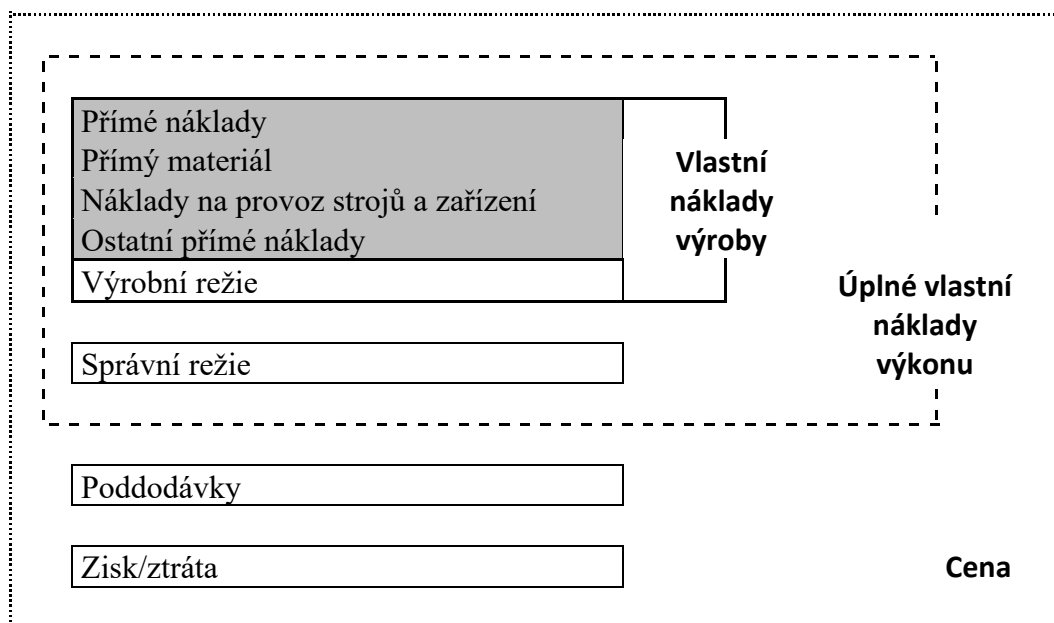 Přímé náklady
Přímý materiál
Náklady na provoz strojů a zařízení
Ostatní přímé náklady
Výrobní režie
Vlastní
náklady
výroby
Správní režie
Úplné vlastní
náklady
výkonu
Poddodávky
Zisk/ztráta
Cena